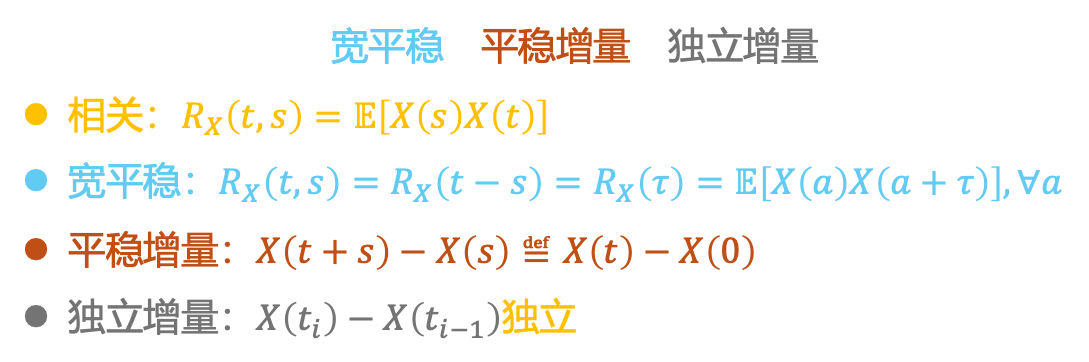 宽平稳 平稳增量 独立增量
● 相关：R_X(t, s) = 𝔼[X(s)X(t)]
● 宽平稳：R_X(t, s) = R_X(t − s) = R_X(τ) = 𝔼[X(a)X(a + τ)], ∀a
● 平稳增量：X(t + s) − X(s) ≝ X(t) − X(0)
● 独立增量：X(t_i) − X(t_{i−1})独立